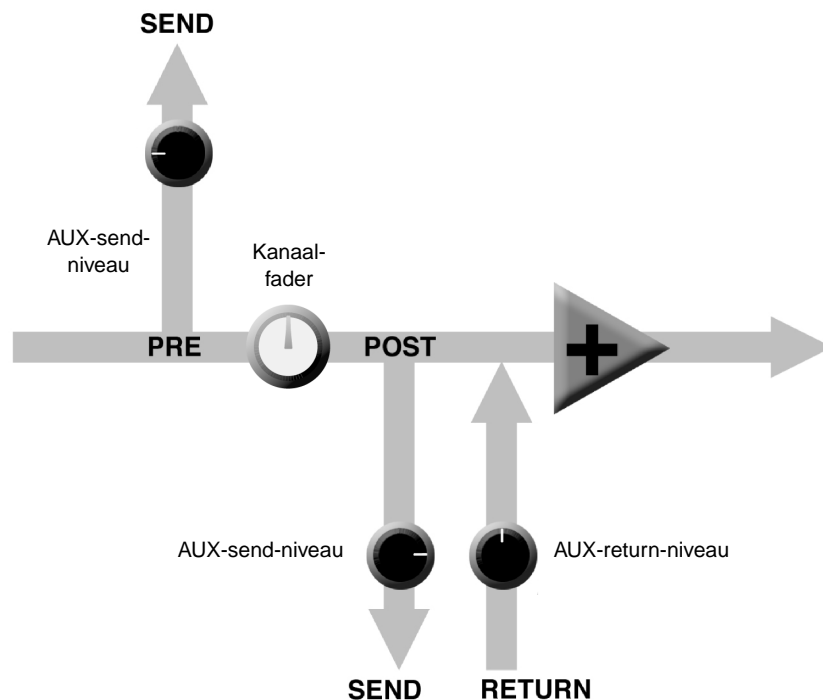 SEND
AUX-send-
niveau
Kanaal-
fader
PRE
POST
AUX-send-niveau
AUX-return-niveau
SEND
RETURN